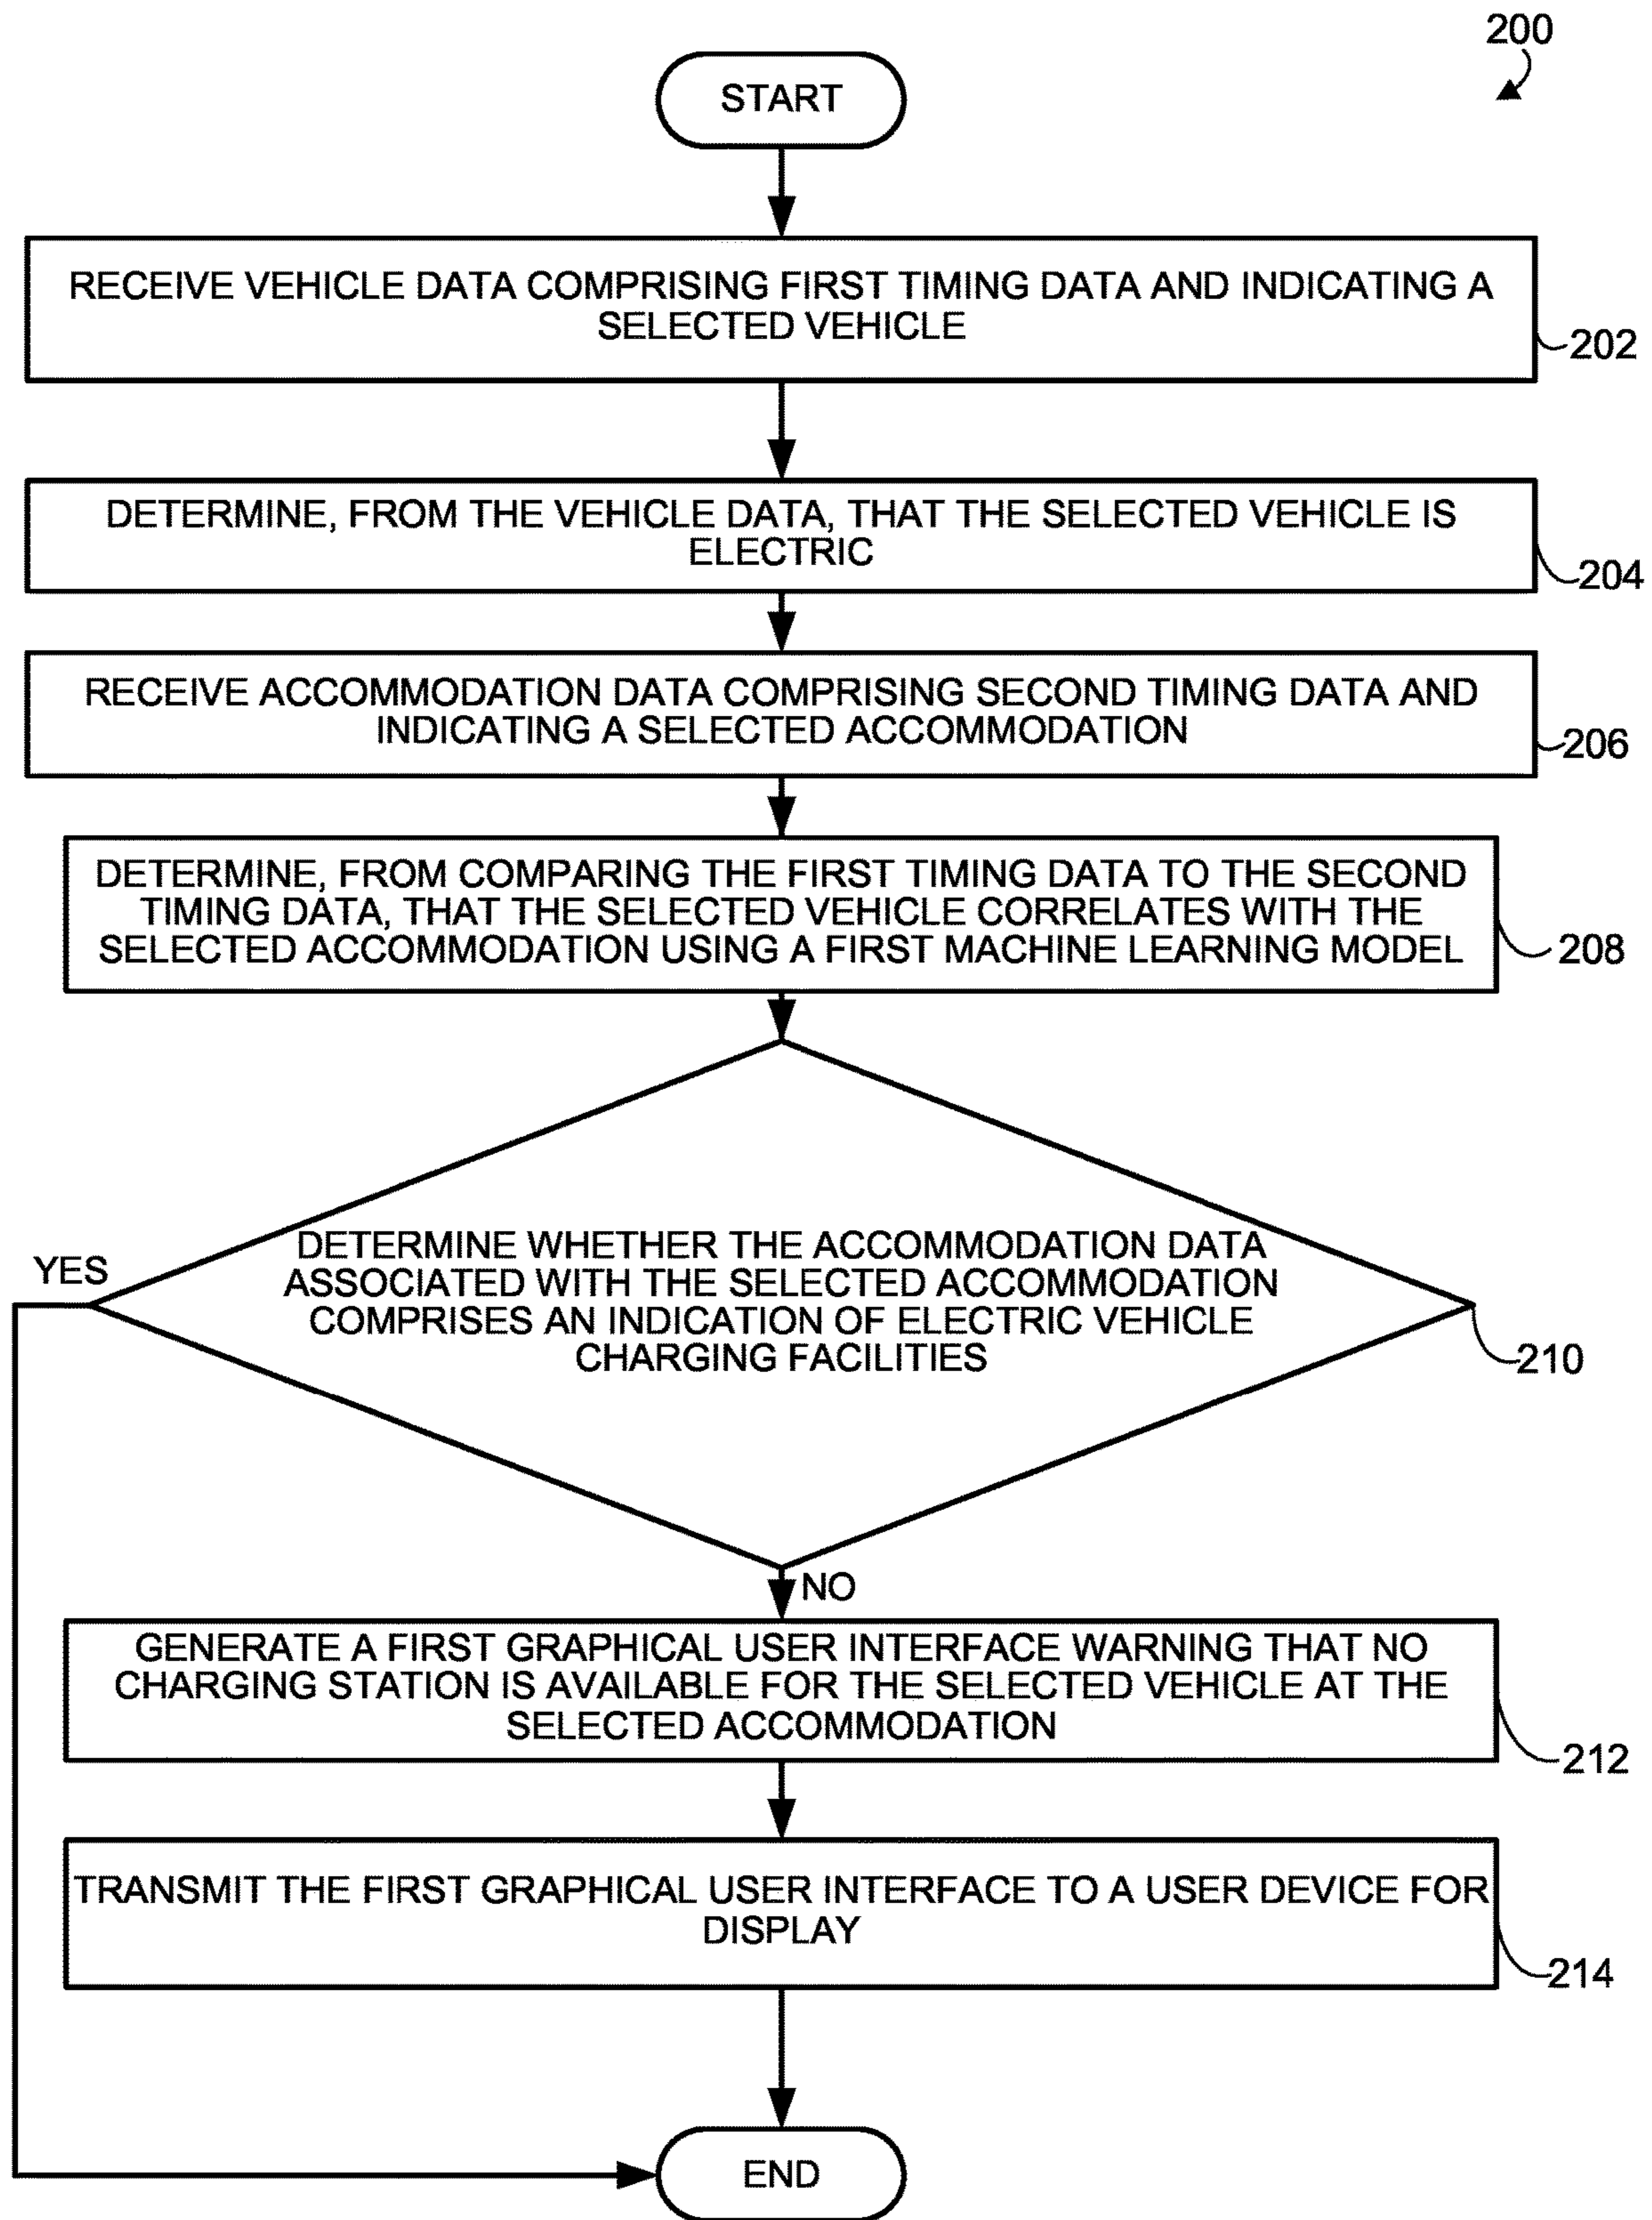 200
START
RECEIVE VEHICLE DATA COMPRISING FIRST TIMING DATA AND INDICATING A
SELECTED VEHICLE
202
DETERMINE, FROM THE VEHICLE DATA, THAT THE SELECTED VEHICLE IS
ELECTRIC
204
RECEIVE ACCOMMODATION DATA COMPRISING SECOND TIMING DATA AND
INDICATING A SELECTED ACCOMMODATION
206
DETERMINE, FROM COMPARING THE FIRST TIMING DATA TO THE SECOND
TIMING DATA, THAT THE SELECTED VEHICLE CORRELATES WITH THE
SELECTED ACCOMMODATION USING A FIRST MACHINE LEARNING MODEL
208
YES
DETERMINE WHETHER THE ACCOMMODATION DATA
ASSOCIATED WITH THE SELECTED ACCOMMODATION
COMPRISES AN INDICATION OF ELECTRIC VEHICLE
CHARGING FACILITIES
210
NO
GENERATE A FIRST GRAPHICAL USER INTERFACE WARNING THAT NO
CHARGING STATION IS AVAILABLE FOR THE SELECTED VEHICLE AT THE
SELECTED ACCOMMODATION
212
TRANSMIT THE FIRST GRAPHICAL USER INTERFACE TO A USER DEVICE FOR
DISPLAY
214
END